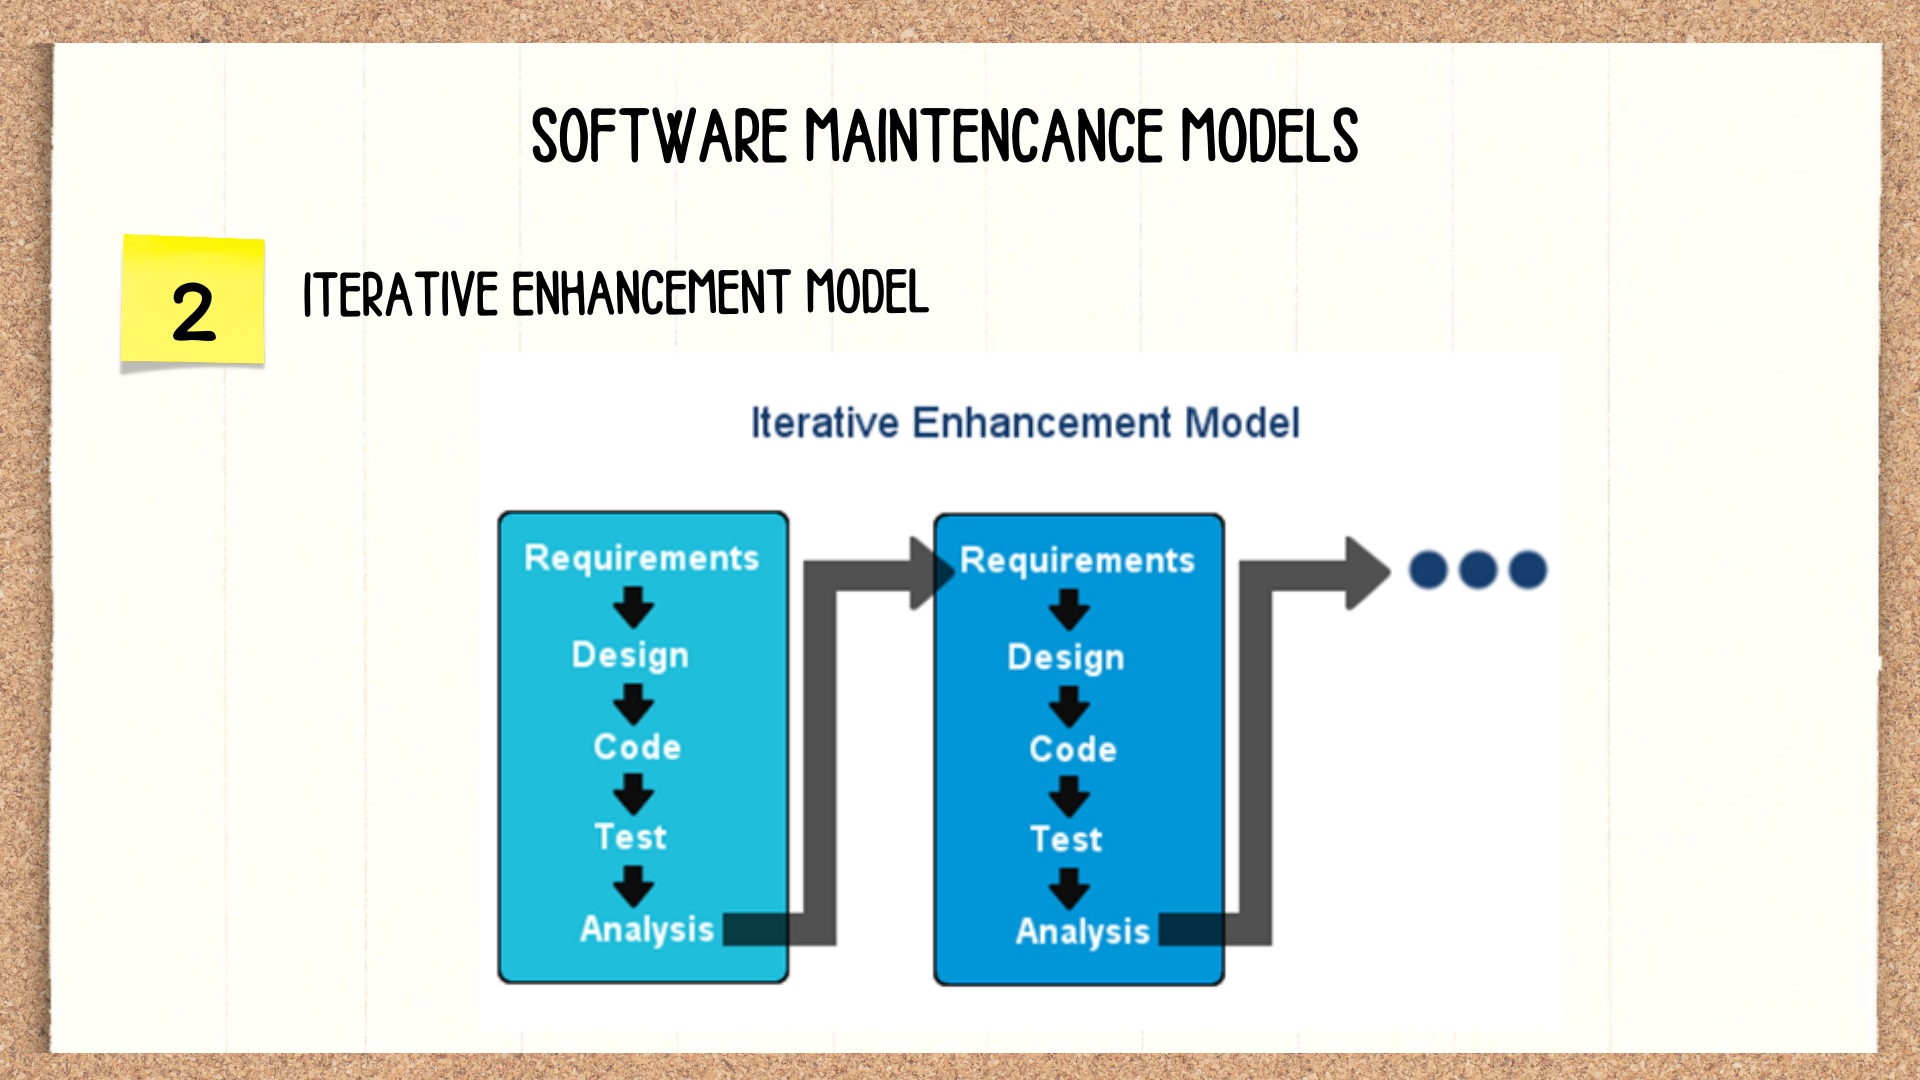 SOFTWARE MAINTENCANCE MODELS
2
ITERATIVE ENHANCEMENT MODEL
Iterative Enhancement Model
Requirements
Design
Code
Test
Analysis
Requirements
Design
Code
Test
Analysis